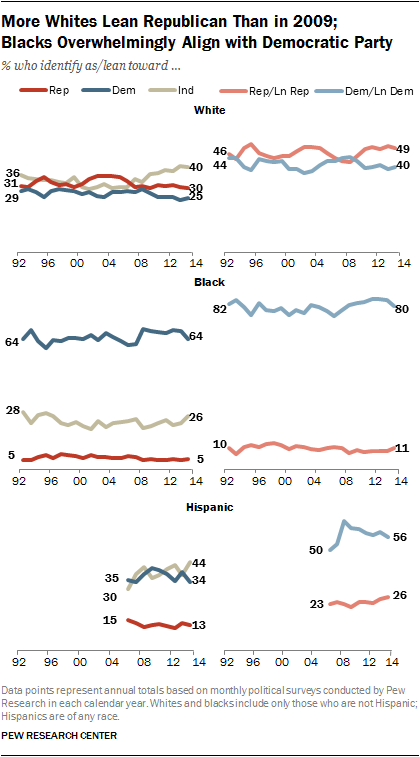 More Whites Lean Republican Than in 2009;
Blacks Overwhelmingly Align with Democratic Party
% who identify as/lean toward ...
Rep Dem Ind Rep/Ln Rep Dem/Ln Dem
White
36 31 29 40 30 25
46 44 49 40
92 96 00 04 08 12 14
92 96 00 04 08 12 14
Black
64 28 5 64 26 5
82 10 80 11
92 96 00 04 08 12 14
92 96 00 04 08 12 14
Hispanic
35 30 15 44 34 13
50 23 56 26
92 96 00 04 08 12 14
92 96 00 04 08 12 14
Data points represent annual totals based on monthly political surveys conducted by Pew
Research in each calendar year. Whites and blacks include only those who are not Hispanic;
Hispanics are of any race.
PEW RESEARCH CENTER